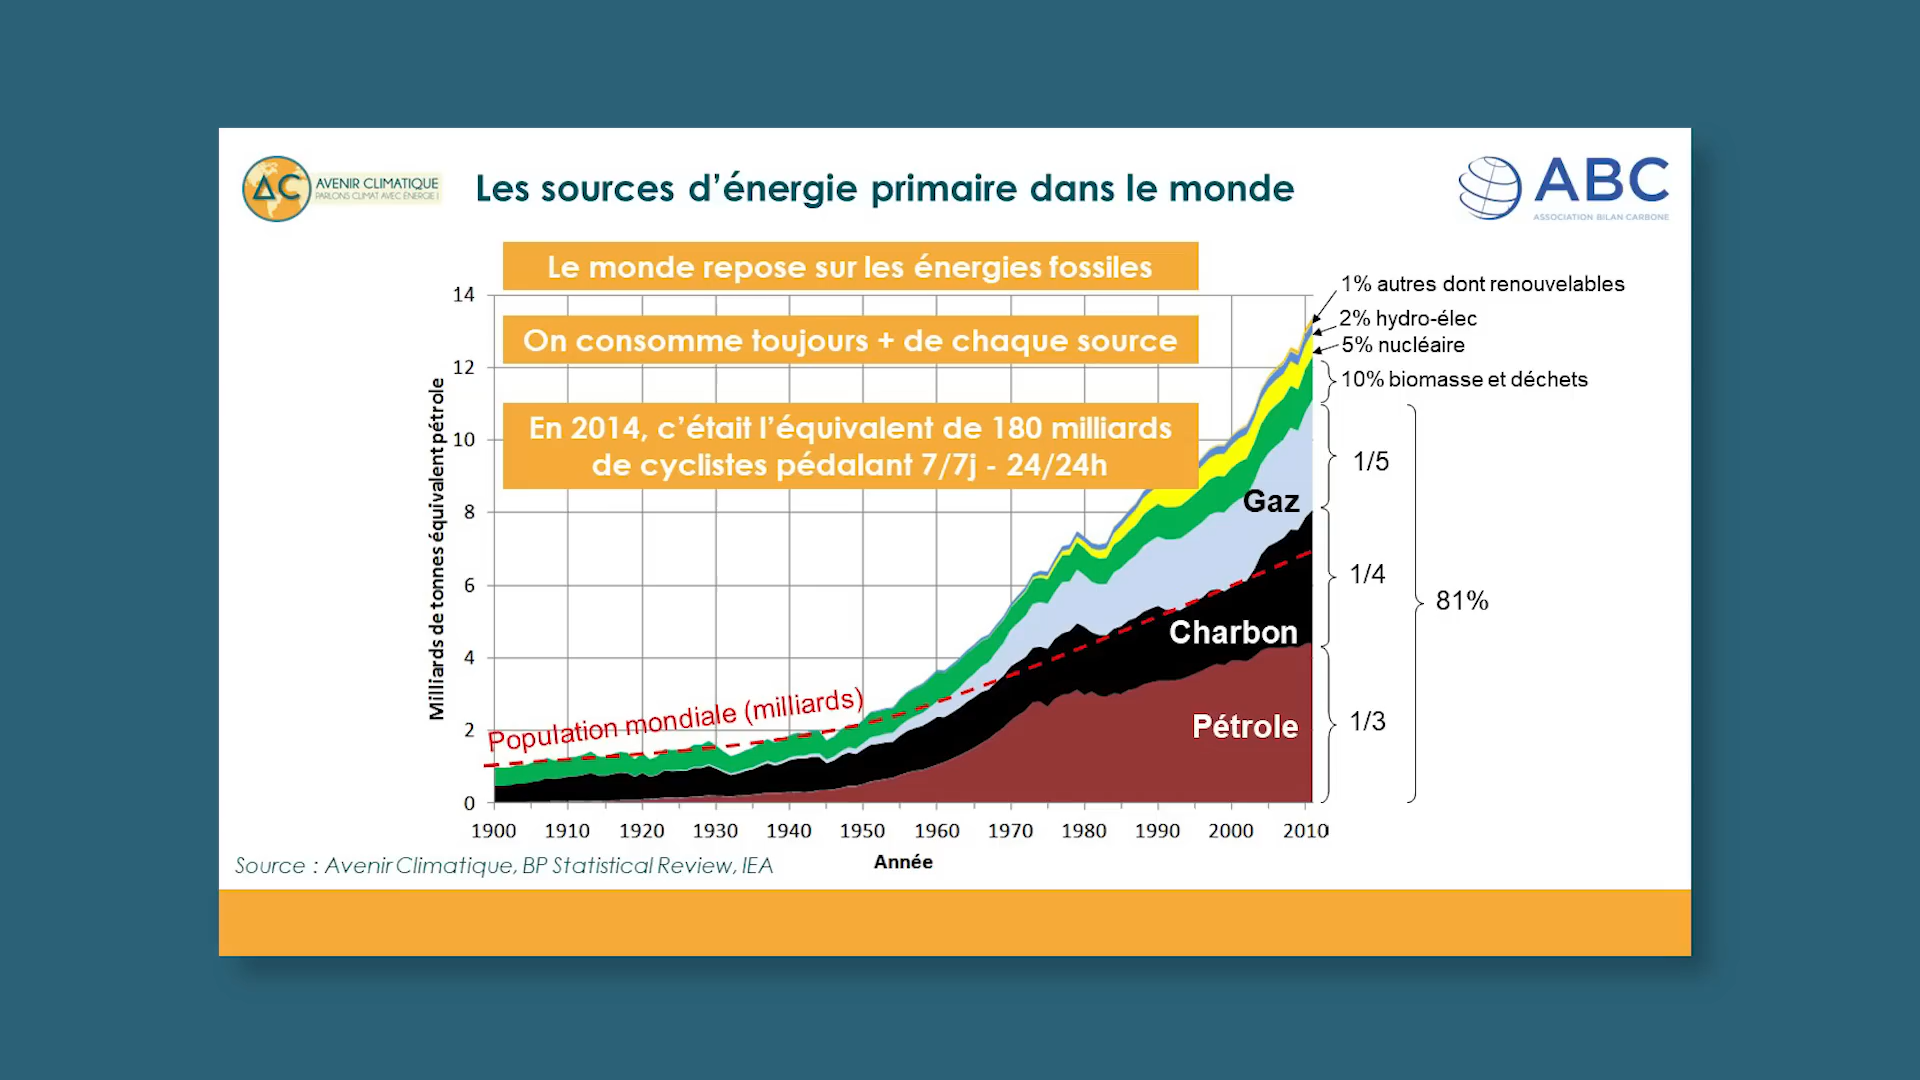 AC
AVENIR CLIMATIQUE
PARLONS CLIMAT AVEC ÉNERGIE !
Les sources d’énergie primaire dans le monde
ABC
ASSOCIATION BILAN CARBONE
Le monde repose sur les énergies fossiles
On consomme toujours + de chaque source
En 2014, c’était l’équivalent de 180 milliards
de cyclistes pédalant 7/7j - 24/24h
Milliards de tonnes équivalent pétrole
14
12
10
8
6
4
2
0
1% autres dont renouvelables
2% hydro-élec
5% nucléaire
10% biomasse et déchets
1/5
1/4
1/3
81%
Gaz
Charbon
Pétrole
Population mondiale (milliards)
1900 1910 1920 1930 1940 1950 1960 1970 1980 1990 2000 2010
Année
Source : Avenir Climatique, BP Statistical Review, IEA